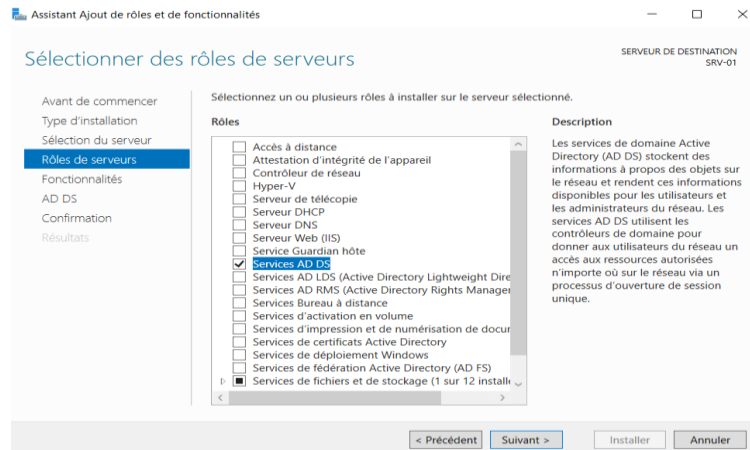 Assistant Ajout de rôles et de fonctionnalités
Sélectionner des rôles de serveurs
SERVEUR DE DESTINATION
SRV-01
Avant de commencer
Type d'installation
Sélection du serveur
Rôles de serveurs
Fonctionnalités
AD DS
Confirmation
Résultats
Sélectionnez un ou plusieurs rôles à installer sur le serveur sélectionné.
Rôles
Accès à distance
Attestation d'intégrité de l'appareil
Contrôleur de réseau
Hyper-V
Serveur de télécopie
Serveur DHCP
Serveur DNS
Serveur Web (IIS)
Service Guardian hôte
Services AD DS
Services AD LDS (Active Directory Lightweight Dire
Services AD RMS (Active Directory Rights Manager
Services Bureau à distance
Services d'activation en volume
Services d'impression et de numérisation de docur
Services de certificats Active Directory
Services de déploiement Windows
Services de fédération Active Directory (AD FS)
Services de fichiers et de stockage (1 sur 12 installé
Description
Les services de domaine Active
Directory (AD DS) stockent des
informations à propos des objets sur
le réseau et rendent ces informations
disponibles pour les utilisateurs et
les administrateurs du réseau. Les
services AD DS utilisent les
contrôleurs de domaine pour
donner aux utilisateurs du réseau un
accès aux ressources autorisées
n'importe où sur le réseau via un
processus d'ouverture de session
unique.
< Précédent
Suivant >
Installer
Annuler